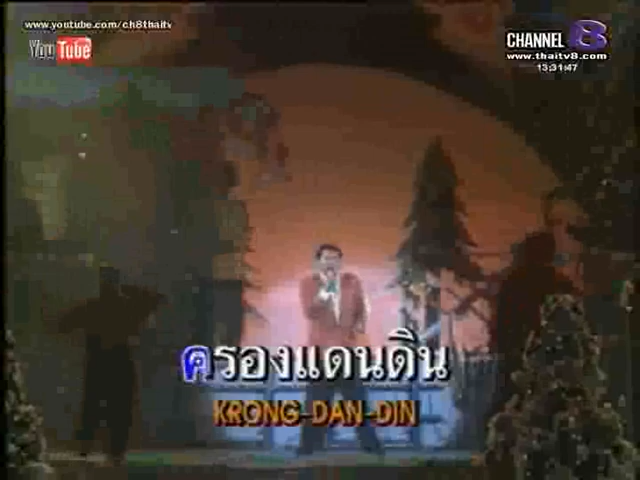 www.youtube.com/ch8thaitv
YouTube
CHANNEL 8
www.thaitv8.com
13:31:47
ครองแดนดิน
KRONG-DAN-DIN